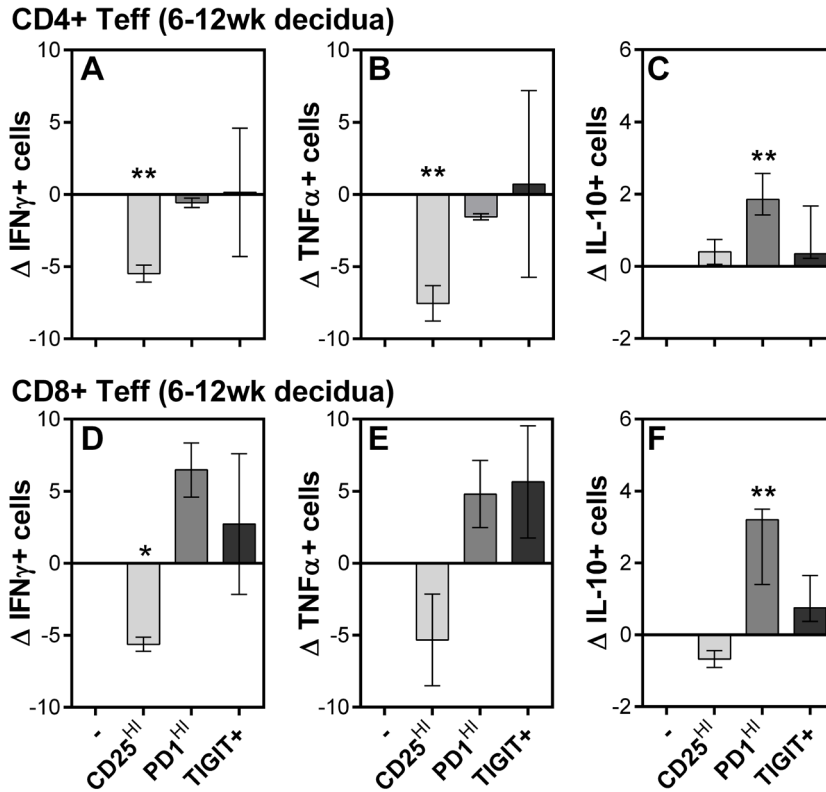 CD4+ Teff (6-12wk decidua)
A
Δ IFNγ+ cells
10
5
0
-5
-10
**
B
Δ TNFα+ cells
10
5
0
-5
-10
**
C
Δ IL-10+ cells
6
4
2
0
-2
**
CD8+ Teff (6-12wk decidua)
D
Δ IFNγ+ cells
10
5
0
-5
-10
*
- CD25HI PD1HI TIGIT+
E
Δ TNFα+ cells
10
5
0
-5
-10
- CD25HI PD1HI TIGIT+
F
Δ IL-10+ cells
6
4
2
0
-2
**
- CD25HI PD1HI TIGIT+